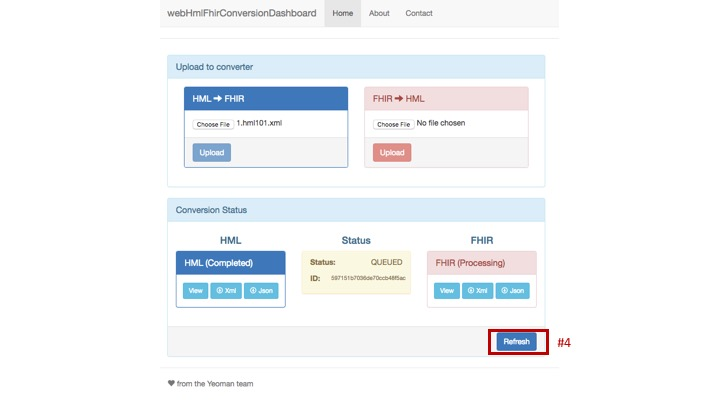 webHmlFhirConversionDashboard Home About Contact
Upload to converter
HML ➔ FHIR
Choose File 1.hml101.xml
Upload
FHIR ➔ HML
Choose File No file chosen
Upload
Conversion Status
HML Status FHIR
HML (Completed)
View Xml Json
Status: QUEUED
ID: 597151b7036de70ccb48f5ac
FHIR (Processing)
View Xml Json
Refresh #4
♥ from the Yeoman team